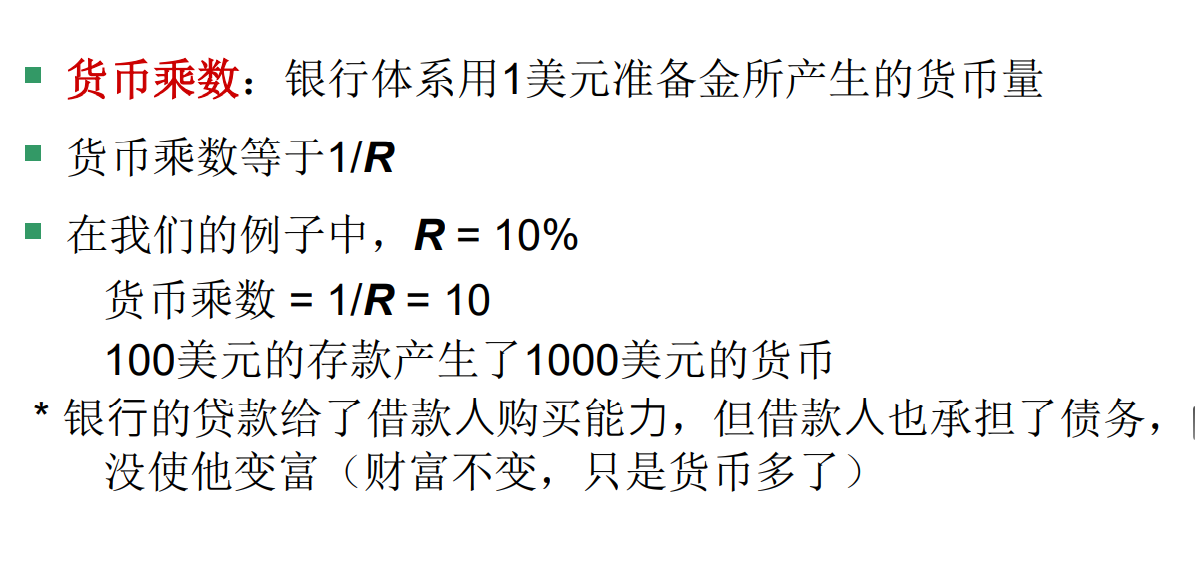 货币乘数：银行体系用1美元准备金所产生的货币量
货币乘数等于1/R
在我们的例子中，R = 10%
货币乘数 = 1/R = 10
100美元的存款产生了1000美元的货币
* 银行的贷款给了借款人购买能力，但借款人也承担了债务，
没使他变富（财富不变，只是货币多了）